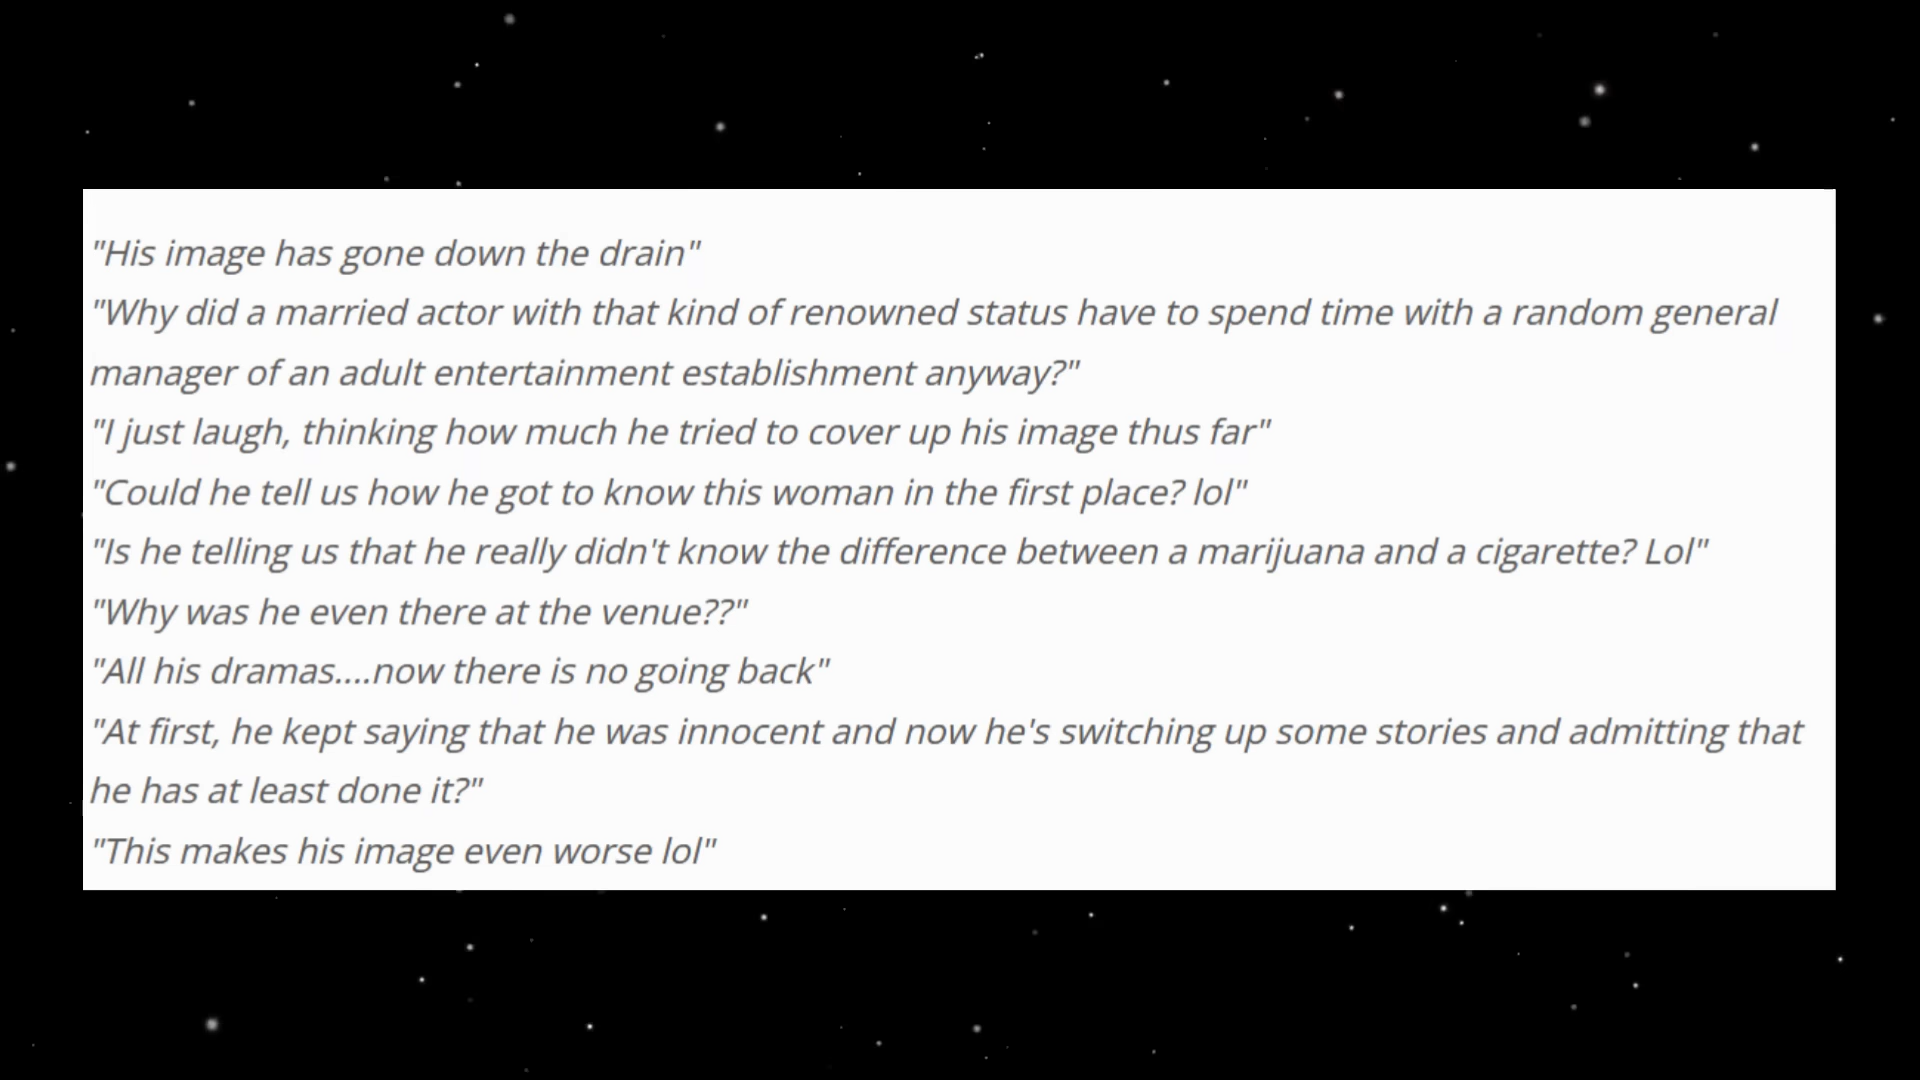 "His image has gone down the drain"
"Why did a married actor with that kind of renowned status have to spend time with a random general
manager of an adult entertainment establishment anyway?"
"I just laugh, thinking how much he tried to cover up his image thus far"
"Could he tell us how he got to know this woman in the first place? lol"
"Is he telling us that he really didn't know the difference between a marijuana and a cigarette? Lol"
"Why was he even there at the venue??"
"All his dramas....now there is no going back"
"At first, he kept saying that he was innocent and now he's switching up some stories and admitting that
he has at least done it?"
"This makes his image even worse lol"